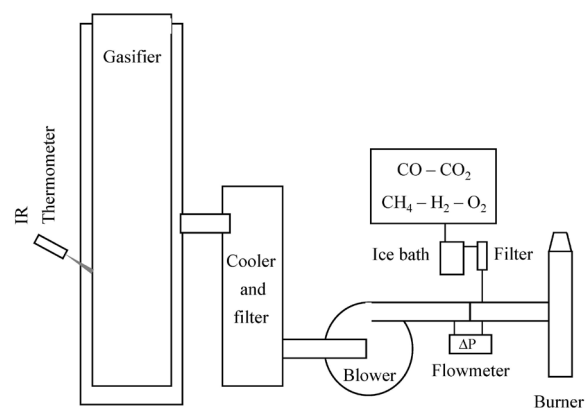 Gasifier
IR
Thermometer
CO – CO₂
CH₄ – H₂ – O₂
Ice bath
Filter
Cooler
and
filter
ΔP
Blower
Flowmeter
Burner